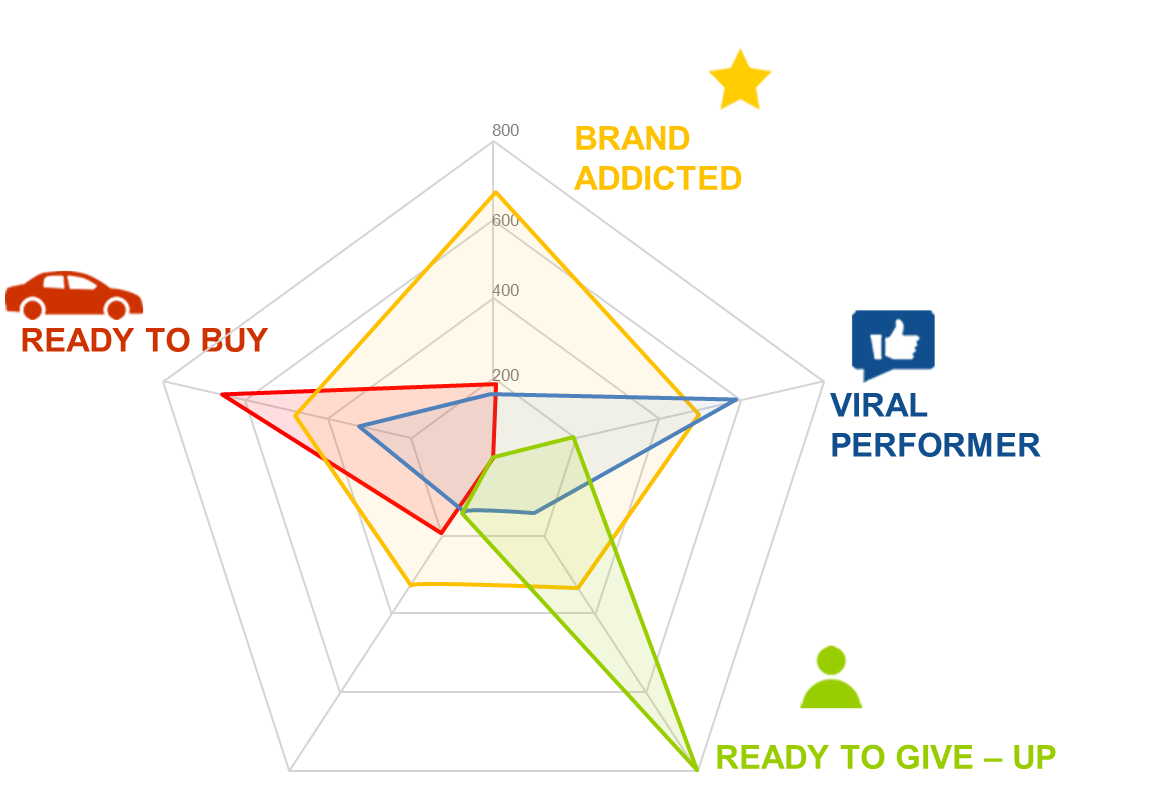 800
BRAND
ADDICTED
600
400
READY TO BUY
200
VIRAL
PERFORMER
READY TO GIVE – UP